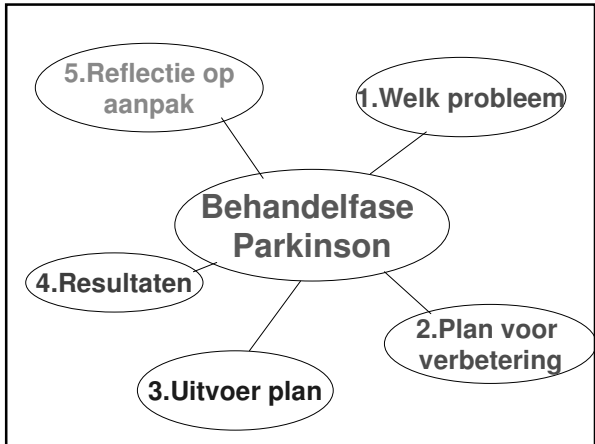 5.Reflectie op
aanpak
1.Welk probleem
Behandelfase
Parkinson
4.Resultaten
2.Plan voor
verbetering
3.Uitvoer plan